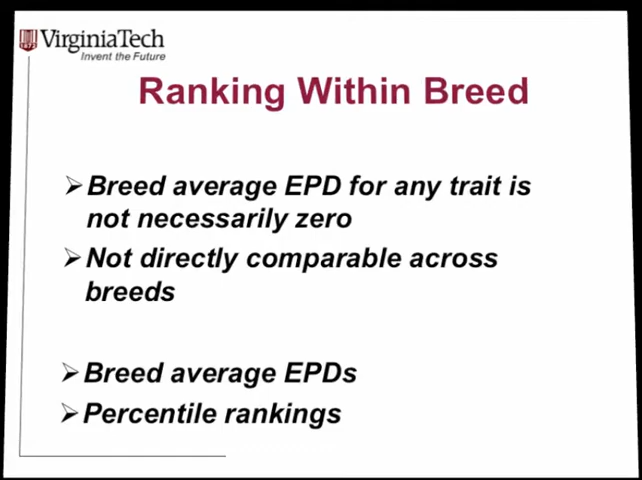 VirginiaTech
Invent the Future
Ranking Within Breed
➢Breed average EPD for any trait is
not necessarily zero
➢Not directly comparable across
breeds
➢Breed average EPDs
➢Percentile rankings